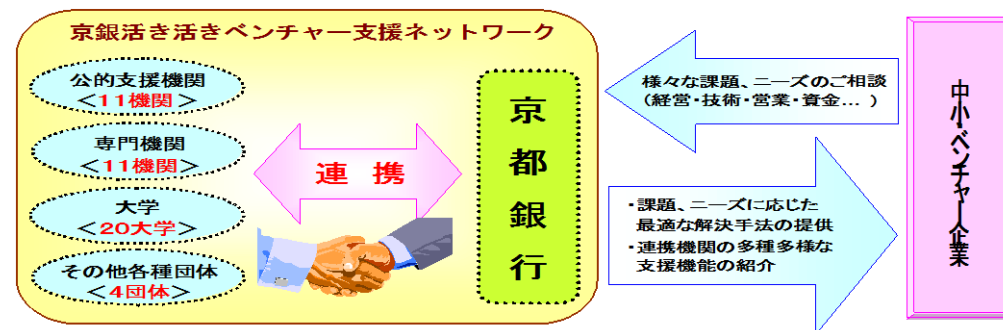 京銀活き活きベンチャー支援ネットワーク
公的支援機関
＜11機関＞
専門機関
＜11機関＞
大学
＜20大学＞
その他各種団体
＜4団体＞
連 携
京都銀行
様々な課題、ニーズのご相談
（経営・技術・営業・資金… ）
・課題、ニーズに応じた
最適な解決手法の提供
・連携機関の多種多様な
支援機能の紹介
中小・ベンチャー企業